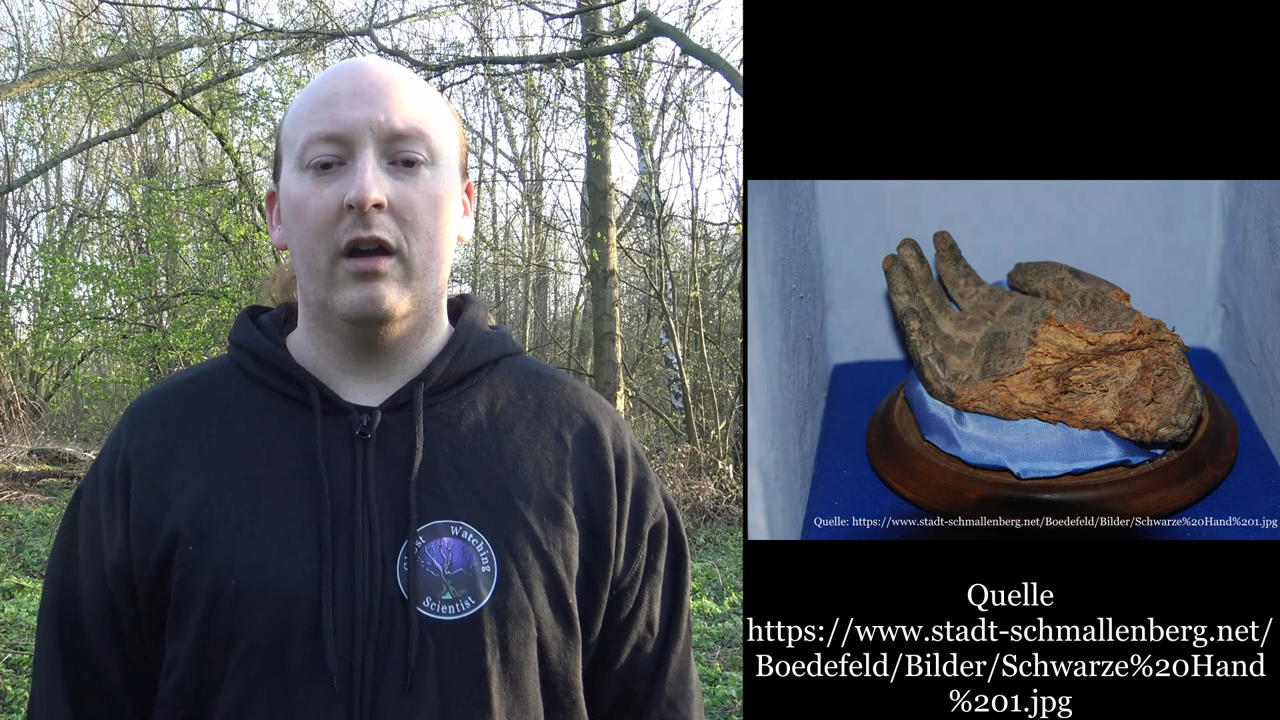 Watching
Scientist
Quelle: https://www.stadt-schmallenberg.net/Boedefeld/Bilder/Schwarze%20Hand%201.jpg
Quelle
https://www.stadt-schmallenberg.net/
Boedefeld/Bilder/Schwarze%20Hand
%201.jpg